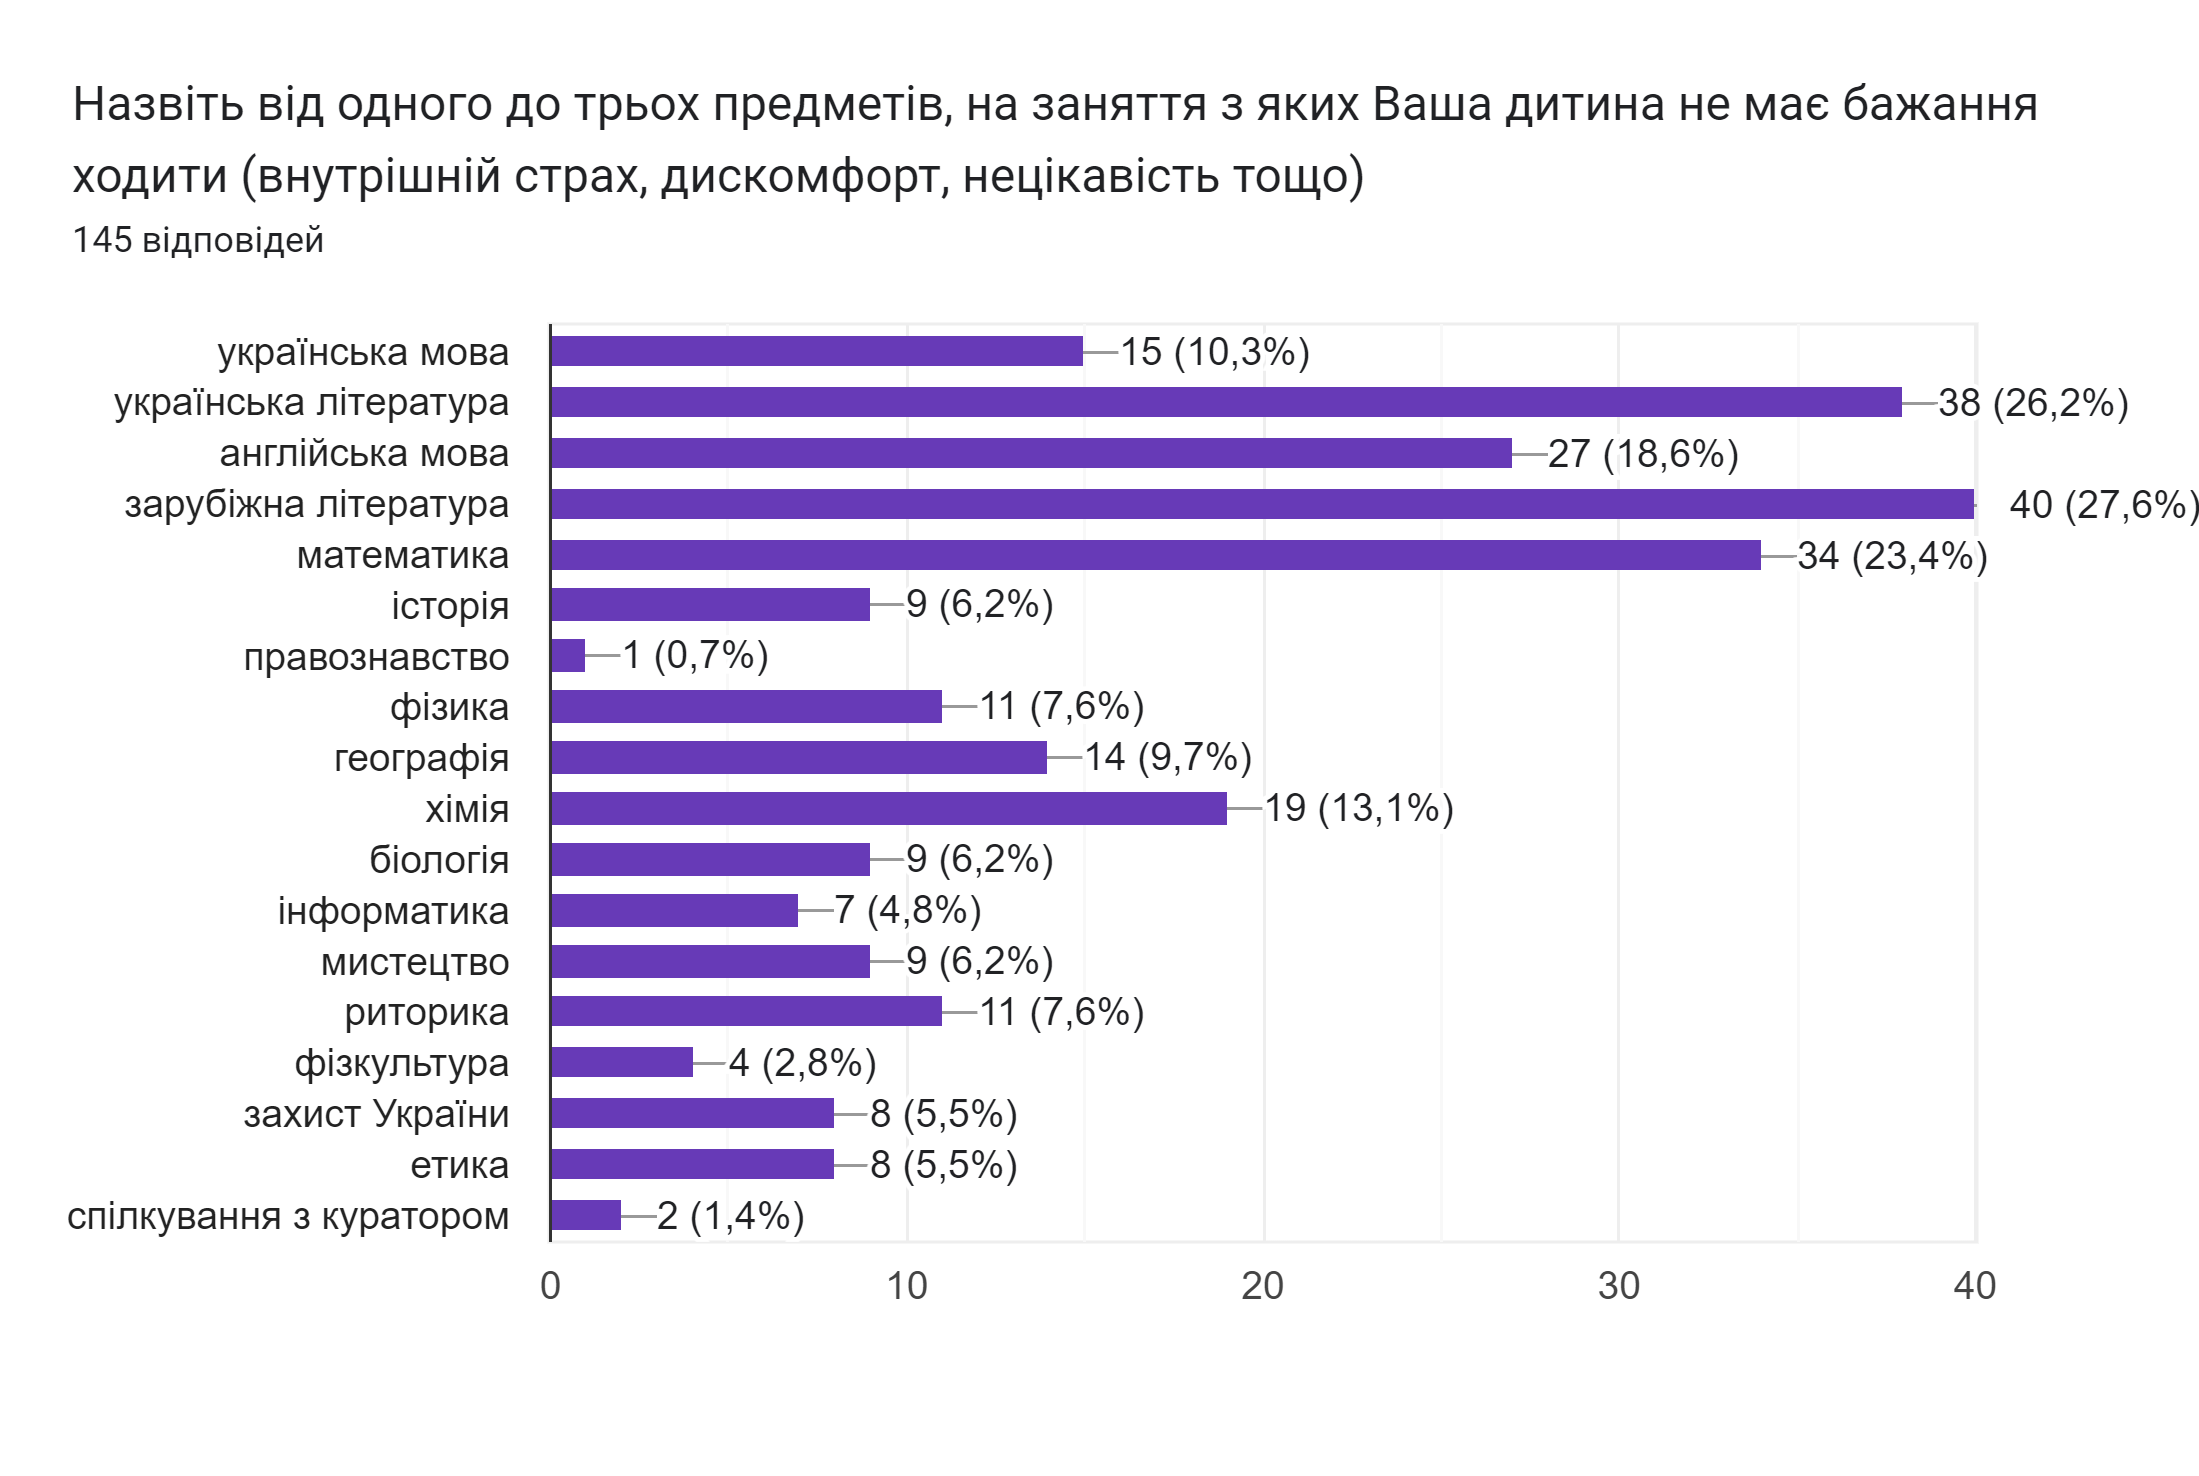 Назвіть від одного до трьох предметів, на заняття з яких Ваша дитина не має бажання
ходити (внутрішній страх, дискомфорт, нецікавість тощо)
145 відповідей
українська мова 15 (10,3%)
українська література 38 (26,2%)
англійська мова 27 (18,6%)
зарубіжна література 40 (27,6%)
математика 34 (23,4%)
історія 9 (6,2%)
правознавство 1 (0,7%)
фізика 11 (7,6%)
географія 14 (9,7%)
хімія 19 (13,1%)
біологія 9 (6,2%)
інформатика 7 (4,8%)
мистецтво 9 (6,2%)
риторика 11 (7,6%)
фізкультура 4 (2,8%)
захист України 8 (5,5%)
етика 8 (5,5%)
спілкування з куратором 2 (1,4%)
0 10 20 30 40